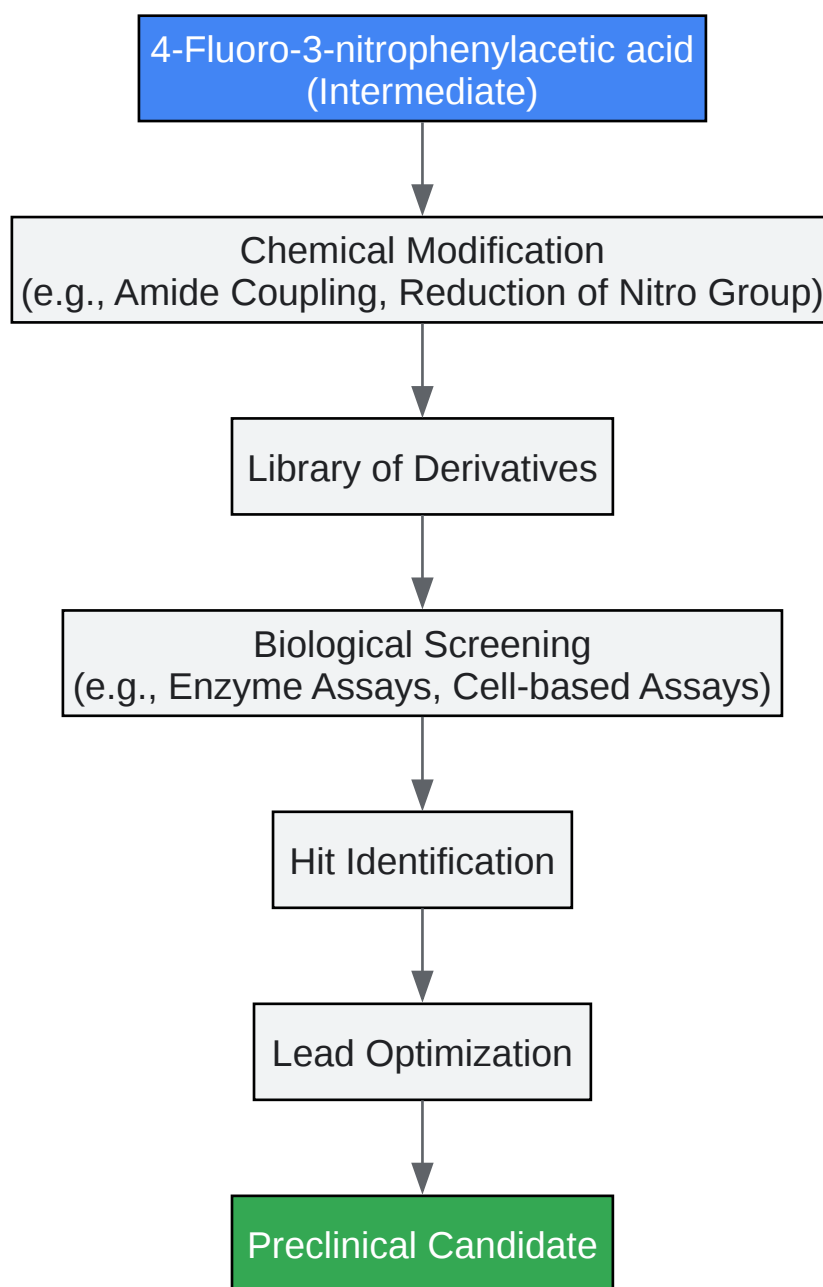 4-Fluoro-3-nitrophenylacetic acid
(Intermediate)
Chemical Modification
(e.g., Amide Coupling, Reduction of Nitro Group)
Library of Derivatives
Biological Screening
(e.g., Enzyme Assays, Cell-based Assays)
Hit Identification
Lead Optimization
Preclinical Candidate